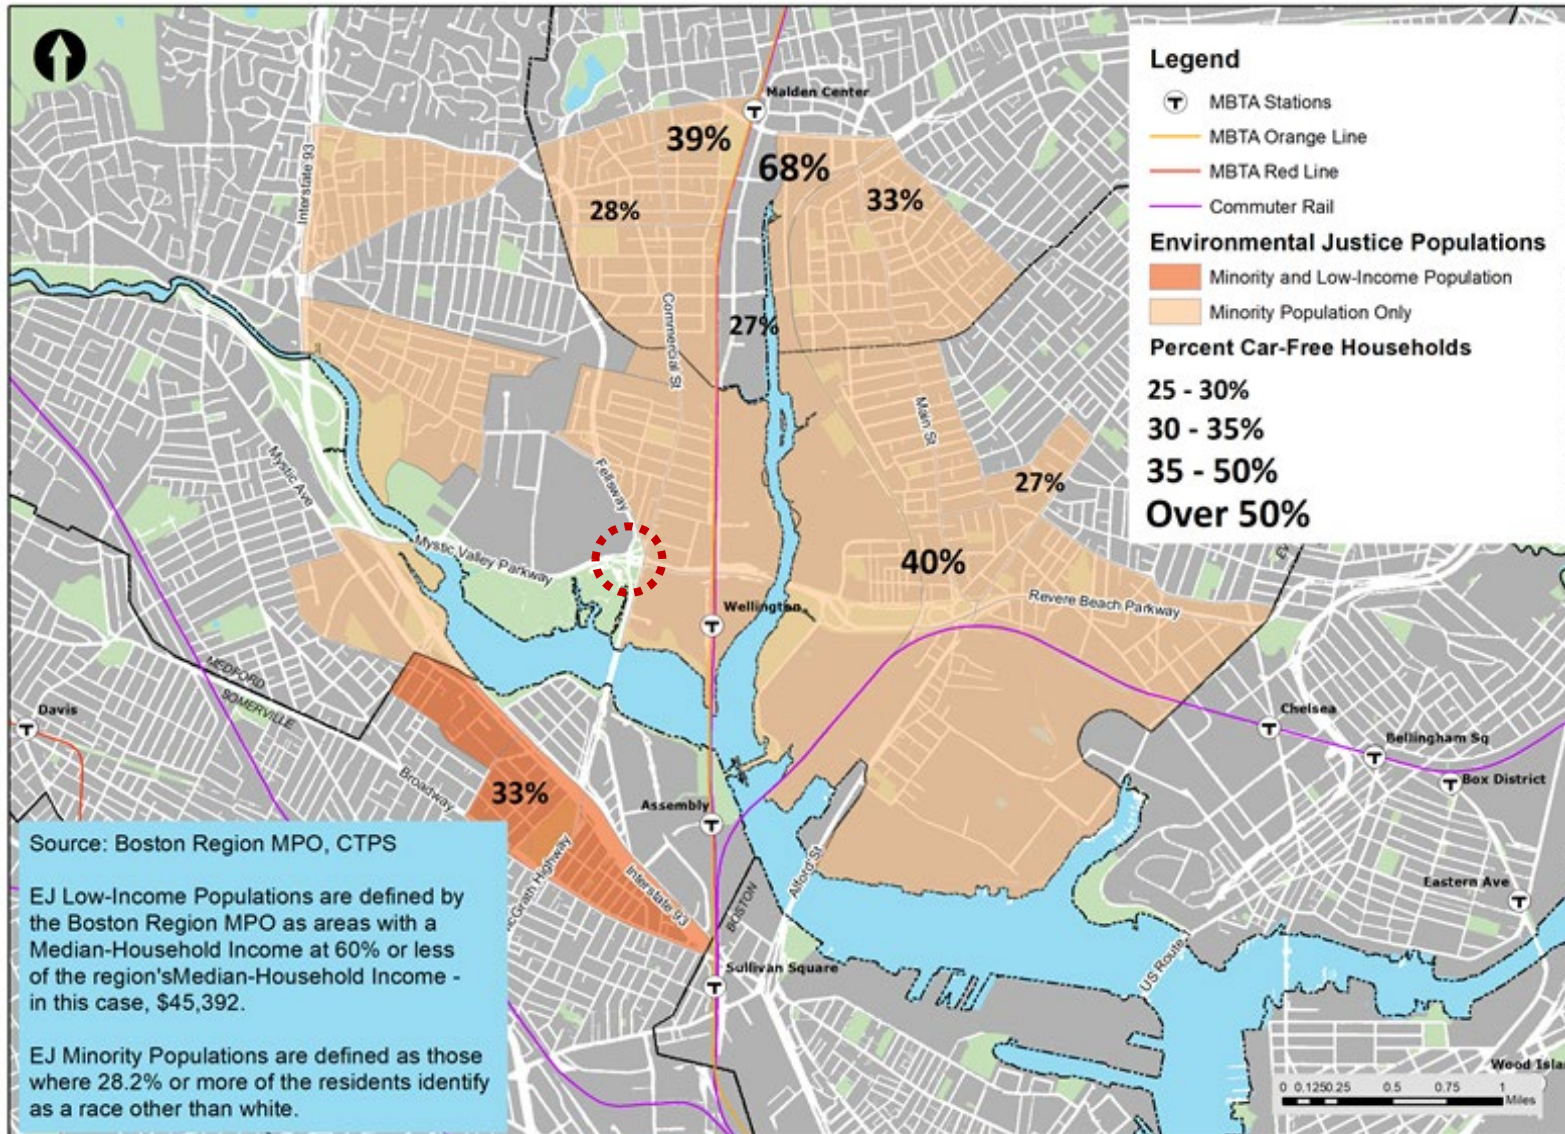 Legend
MBTA Stations
MBTA Orange Line
MBTA Red Line
Commuter Rail
Environmental Justice Populations
Minority and Low-Income Population
Minority Population Only
Percent Car-Free Households
25 - 30%
30 - 35%
35 - 50%
Over 50%
Malden Center
39%
68%
33%
28%
Interstate 93
Commercial St
27%
Main St
27%
Mystic Ave
Fellsway
Mystic Valley Parkway
40%
Wellington
Revere Beach Parkway
MEDFORD
SOMERVILLE
Davis
Chelsea
Bellingham Sq
Box District
Broadway
33%
Assembly
Alford St
McGrath Highway
Interstate 93
BOSTON
Eastern Ave
Sullivan Square
US Route 1
Source: Boston Region MPO, CTPS
EJ Low-Income Populations are defined by
the Boston Region MPO as areas with a
Median-Household Income at 60% or less
of the region'sMedian-Household Income -
in this case, $45,392.
EJ Minority Populations are defined as those
where 28.2% or more of the residents identify
as a race other than white.
Wood Isla
0 0.1250.25 0.5 0.75 1
Miles